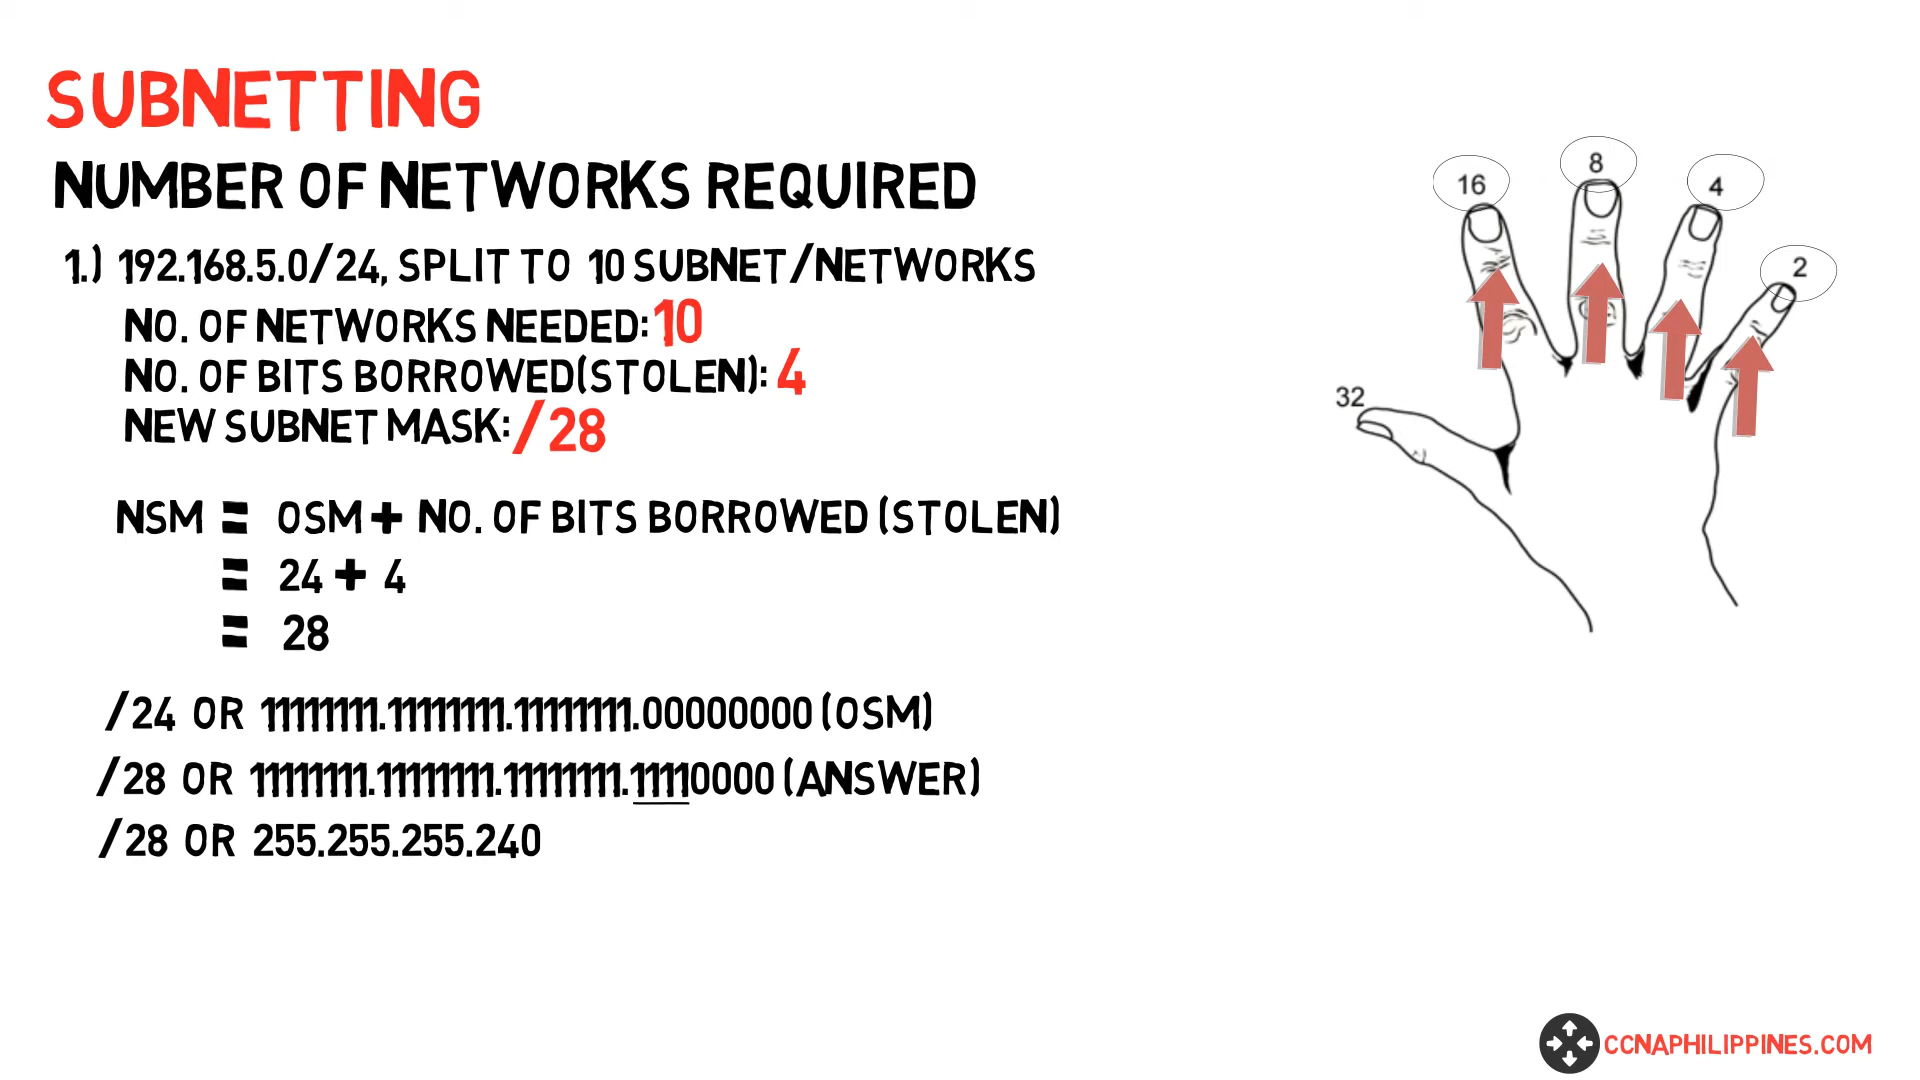 SUBNETTING
NUMBER OF NETWORKS REQUIRED
1.) 192.168.5.0/24, SPLIT TO 10 SUBNET/NETWORKS
NO. OF NETWORKS NEEDED: 10
NO. OF BITS BORROWED(STOLEN): 4
NEW SUBNET MASK: /28
NSM = OSM + NO. OF BITS BORROWED (STOLEN)
= 24 + 4
= 28
/24 OR 11111111.11111111.11111111.00000000 (OSM)
/28 OR 11111111.11111111.11111111.11110000 (ANSWER)
/28 OR 255.255.255.240
16
8
4
2
32
CCNAPHILIPPINES.COM